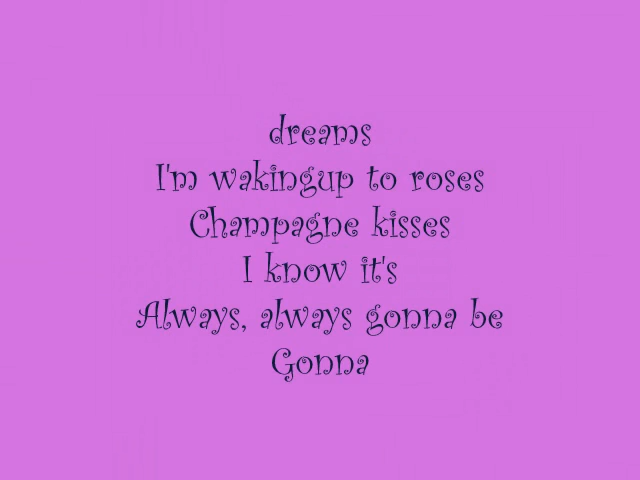 dreams
I'm wakingup to roses
Champagne kisses
I know it's
Always, always gonna be
Gonna